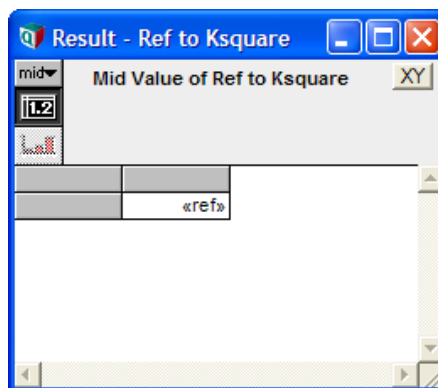 Result - Ref to Ksquare
mid
Mid Value of Ref to Ksquare
XY
1.2
«ref»